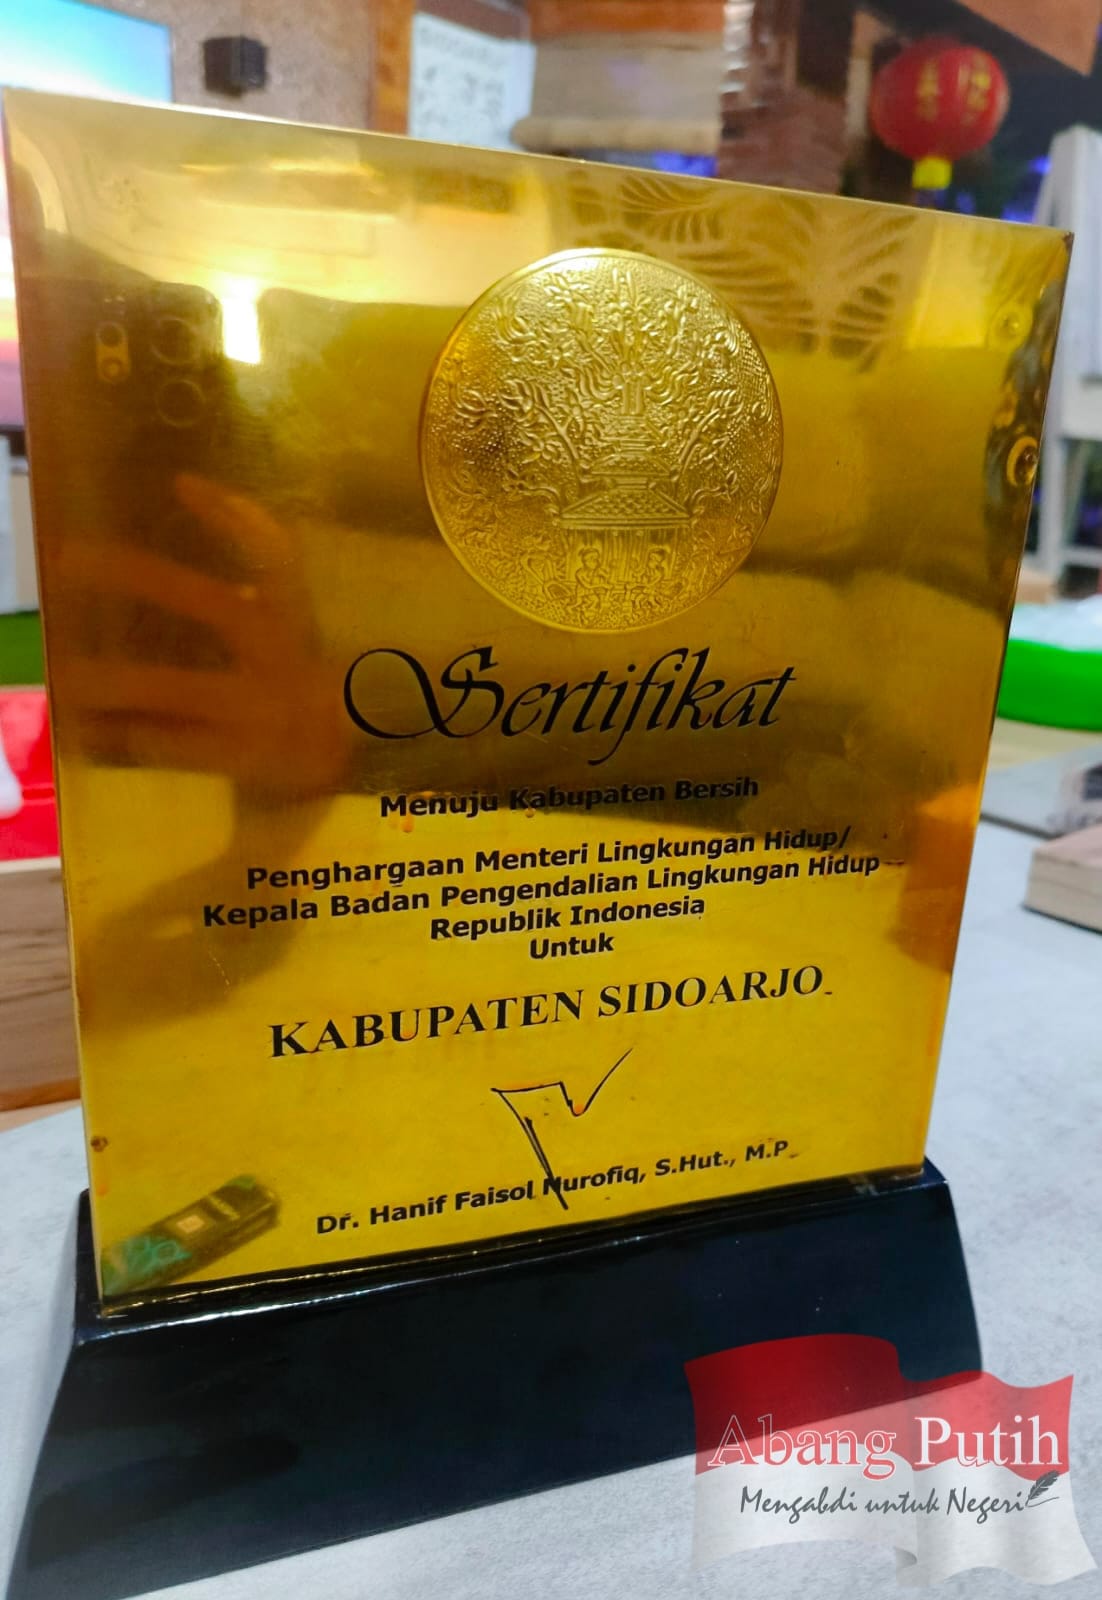 Sertifikat
Menuju Kabupaten Bersih
Penghargaan Menteri Lingkungan Hidup/
Kepala Badan Pengendalian Lingkungan Hidup
Republik Indonesia
Untuk
KABUPATEN SIDOARJO
Dr. Hanif Faisol Nurofiq, S.Hut., M.P
Abang Putih
Mengabdi untuk Negeri